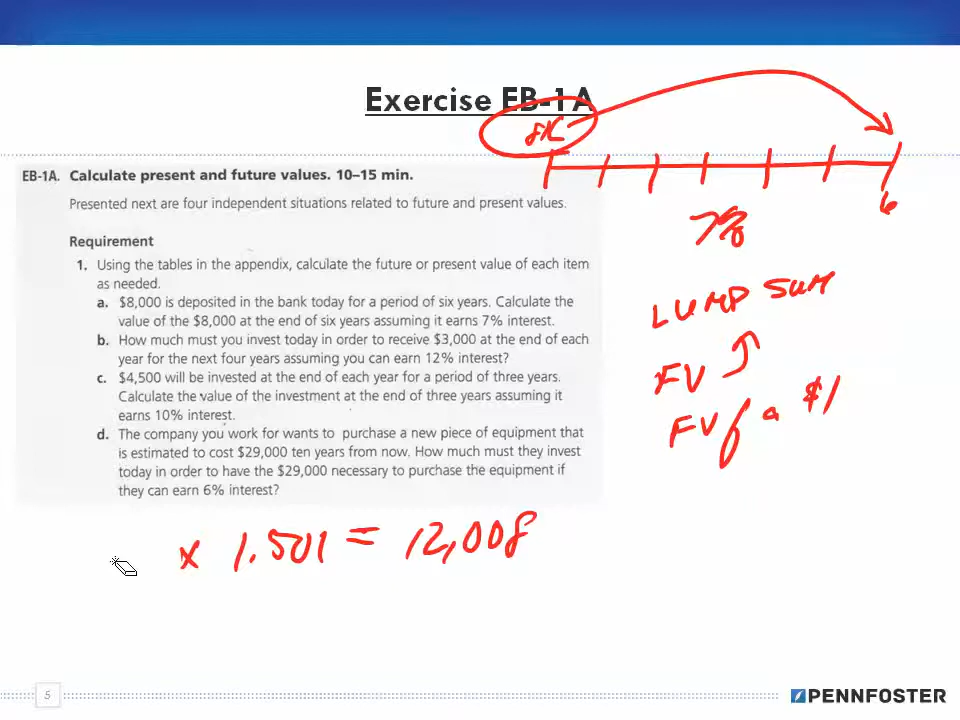 Exercise EB-1A
8K
6
7%
EB-1A. Calculate present and future values. 10–15 min.
Presented next are four independent situations related to future and present values.
Requirement
1. Using the tables in the appendix, calculate the future or present value of each item
as needed.
a. $8,000 is deposited in the bank today for a period of six years. Calculate the
value of the $8,000 at the end of six years assuming it earns 7% interest.
b. How much must you invest today in order to receive $3,000 at the end of each
year for the next four years assuming you can earn 12% interest?
c. $4,500 will be invested at the end of each year for a period of three years.
Calculate the value of the investment at the end of three years assuming it
earns 10% interest.
d. The company you work for wants to purchase a new piece of equipment that
is estimated to cost $29,000 ten years from now. How much must they invest
today in order to have the $29,000 necessary to purchase the equipment if
they can earn 6% interest?
LUMP SUM
FV
FV of a $1
x 1.501 = 12,008
5
PENNFOSTER